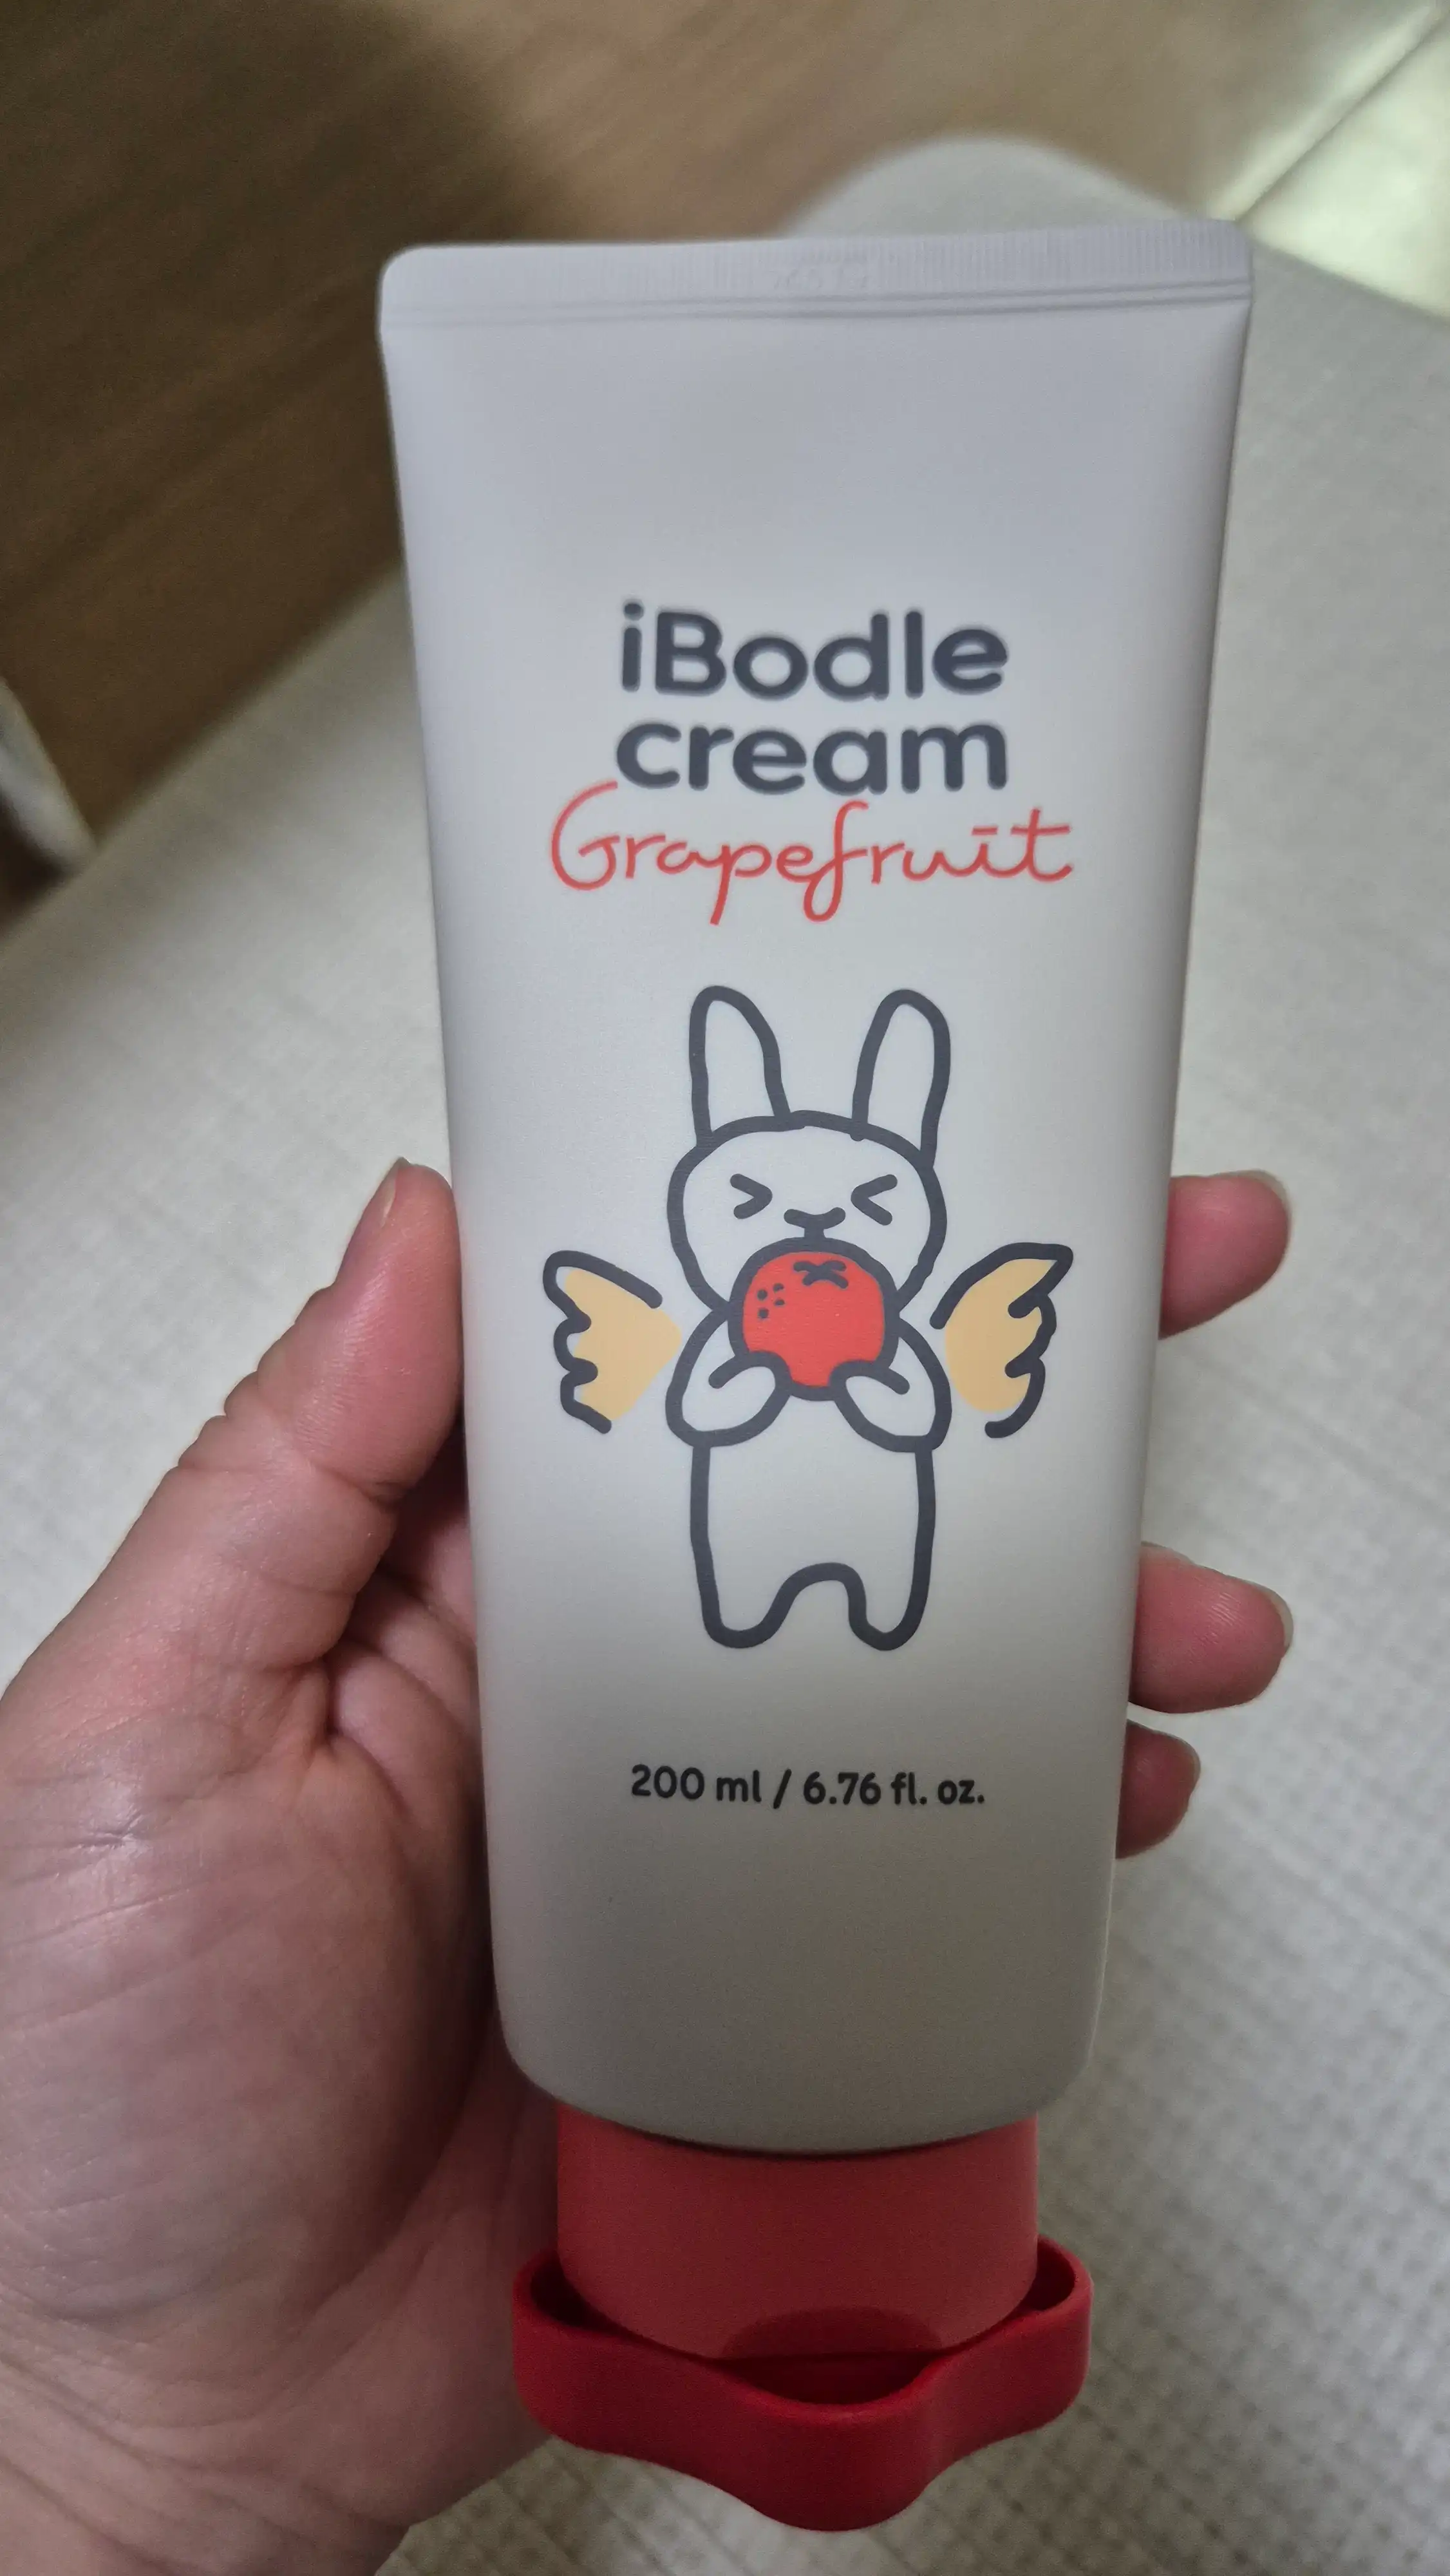 iBodle
cream
Grapefruit
200 ml / 6.76 fl. oz.